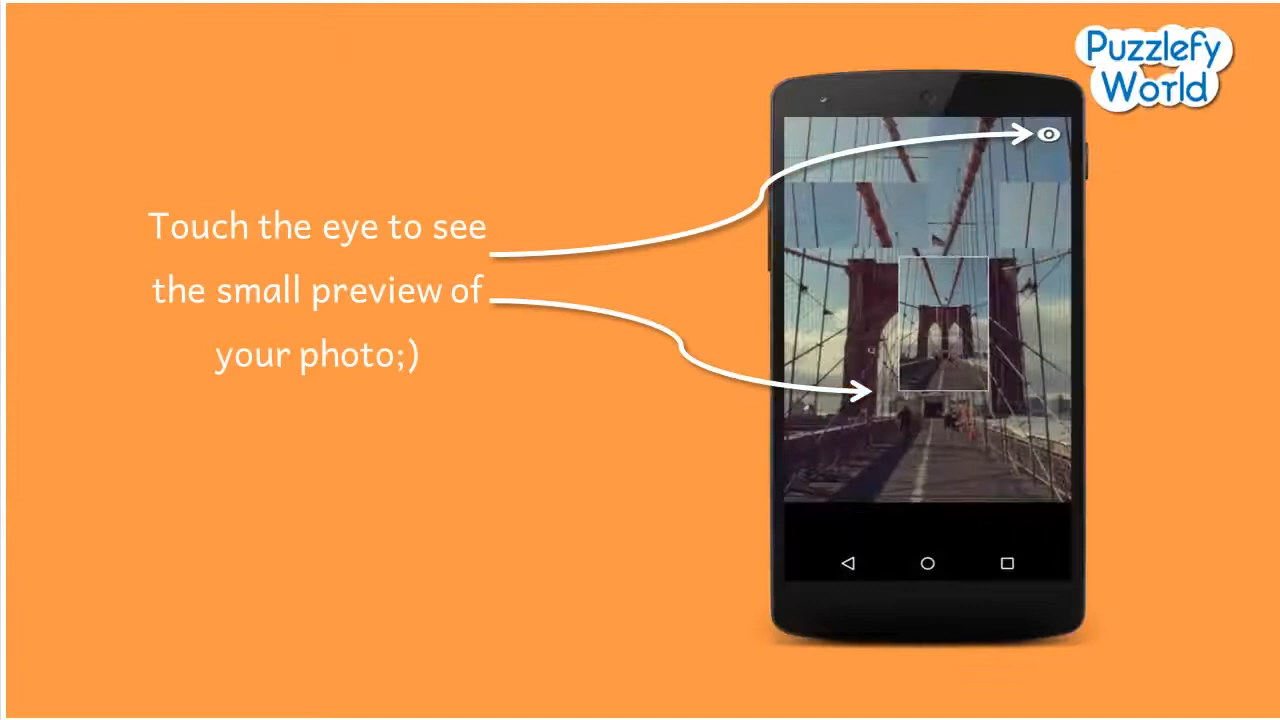 Puzzlefy
World
Touch the eye to see
the small preview of
your photo;)